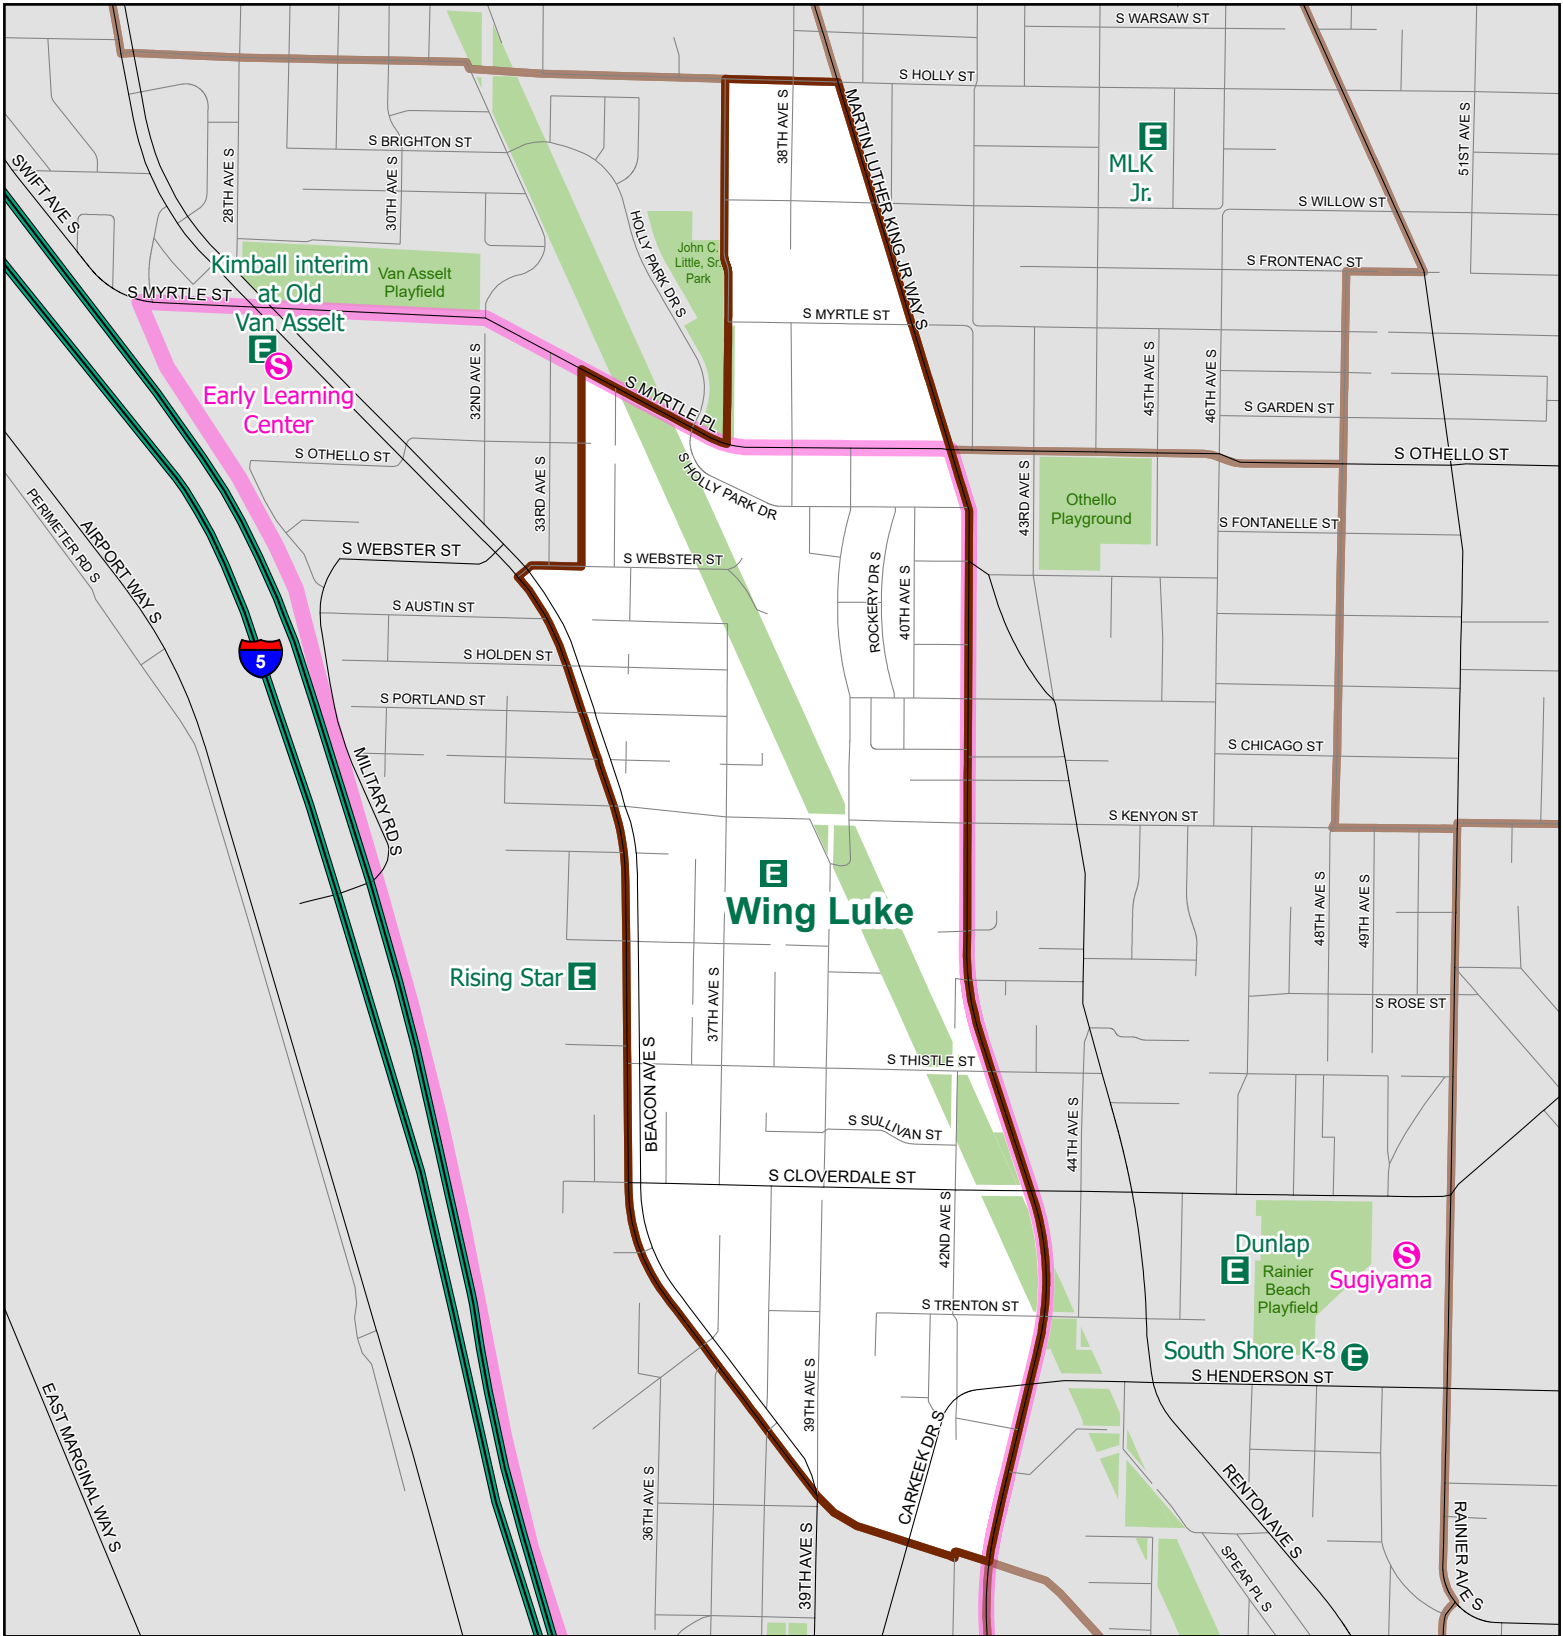 S WARSAW ST
S HOLLY ST
38TH AVE S
MARTIN LUTHER KING JR WAY S
51ST AVE S
E
MLK
Jr.
S BRIGHTON ST
28TH AVE S
30TH AVE S
SWIFT AVE S
S WILLOW ST
HOLLY PARK DR S
John C.
Little, Sr.
Park
S FRONTENAC ST
Kimball interim
at Old
Van Asselt
E
Van Asselt
Playfield
S MYRTLE ST
S MYRTLE ST
S
Early Learning
Center
32ND AVE S
S MYRTLE PL
45TH AVE S
46TH AVE S
S GARDEN ST
S OTHELLO ST
S OTHELLO ST
33RD AVE S
S HOLLY PARK DR
43RD AVE S
Othello
Playground
S FONTANELLE ST
PERIMETER RD S
AIRPORT WAY S
S WEBSTER ST
S WEBSTER ST
ROCKERY DR S
40TH AVE S
S AUSTIN ST
5
S HOLDEN ST
S PORTLAND ST
S CHICAGO ST
MILITARY RD S
S KENYON ST
E
Wing Luke
48TH AVE S
49TH AVE S
Rising Star E
37TH AVE S
S ROSE ST
BEACON AVE S
S THISTLE ST
S SULLIVAN ST
44TH AVE S
S CLOVERDALE ST
42ND AVE S
Dunlap
E
Rainier
Beach
Playfield
S
Sugiyama
S TRENTON ST
South Shore K-8 E
S HENDERSON ST
39TH AVE S
CARKEEK DR S
EAST MARGINAL WAY S
36TH AVE S
39TH AVE S
RENTON AVE S
SPEAR PL S
RAINIER AVE S